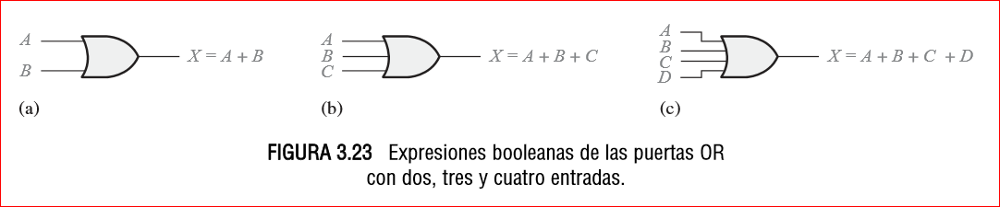 A
B
X = A + B
(a)
A
B
C
X = A + B + C
(b)
A
B
C
D
X = A + B + C + D
(c)
FIGURA 3.23 Expresiones booleanas de las puertas OR
con dos, tres y cuatro entradas.